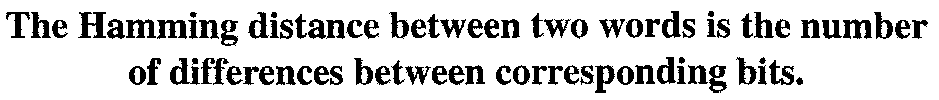 The Hamming distance between two words is the number
of differences between corresponding bits.